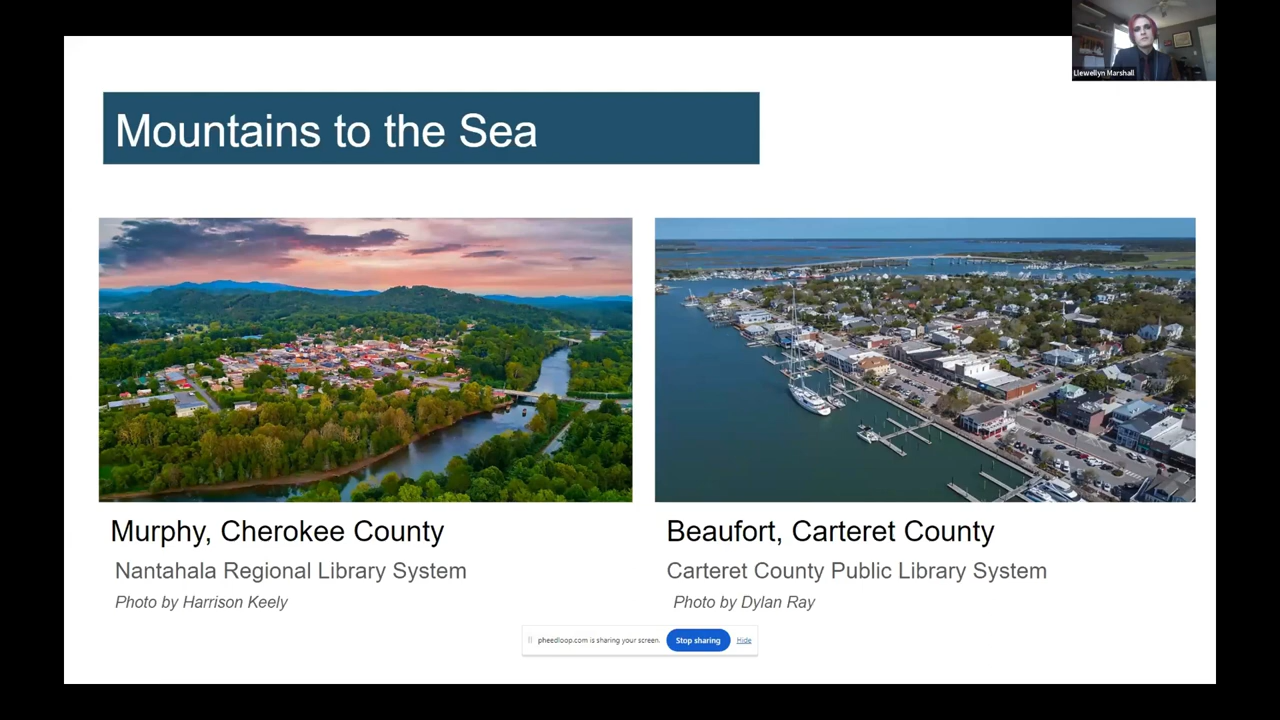 Llewellyn Marshall
Mountains to the Sea
Murphy, Cherokee County
Nantahala Regional Library System
Photo by Harrison Keely
Beaufort, Carteret County
Carteret County Public Library System
Photo by Dylan Ray
pheedloop.com is sharing your screen. Stop sharing Hide